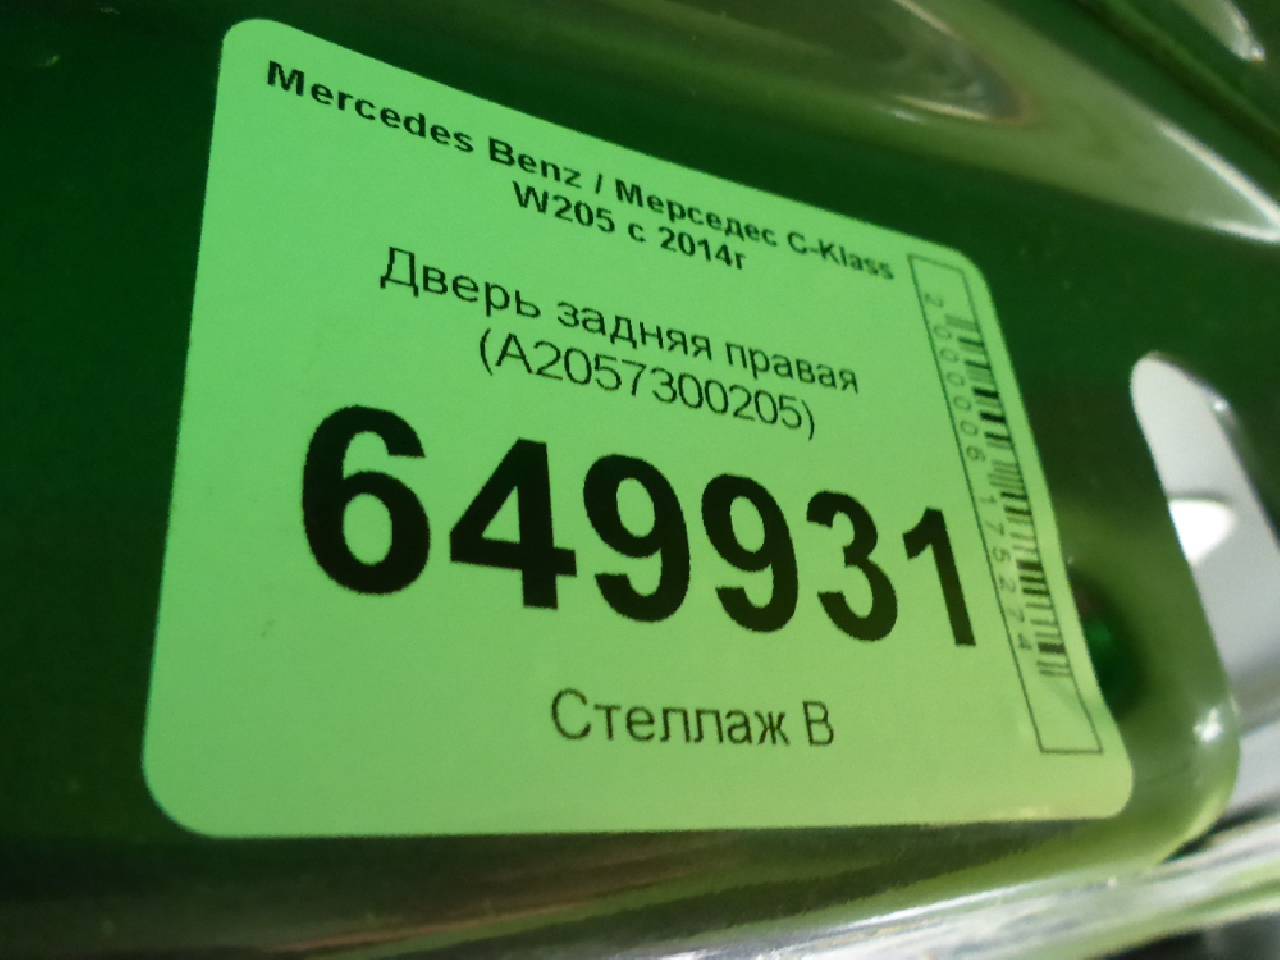 Mercedes Benz / Мерседес C-Klass
W205 с 2014г
Дверь задняя правая
(A2057300205)
649931
Стеллаж B
2000006175274